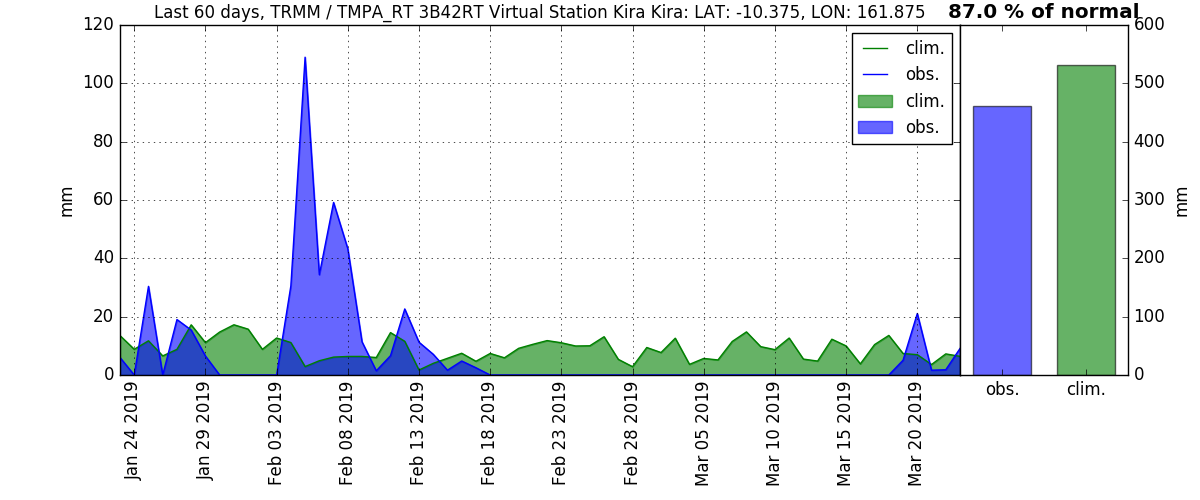 Last 60 days, TRMM / TMPA_RT 3B42RT Virtual Station Kira Kira: LAT: -10.375, LON: 161.875
87.0 % of normal
120
100
80
60
40
20
0
mm
clim.
obs.
clim.
obs.
600
500
400
300
200
100
0
mm
Jan 24 2019
Jan 29 2019
Feb 03 2019
Feb 08 2019
Feb 13 2019
Feb 18 2019
Feb 23 2019
Feb 28 2019
Mar 05 2019
Mar 10 2019
Mar 15 2019
Mar 20 2019
obs.
clim.